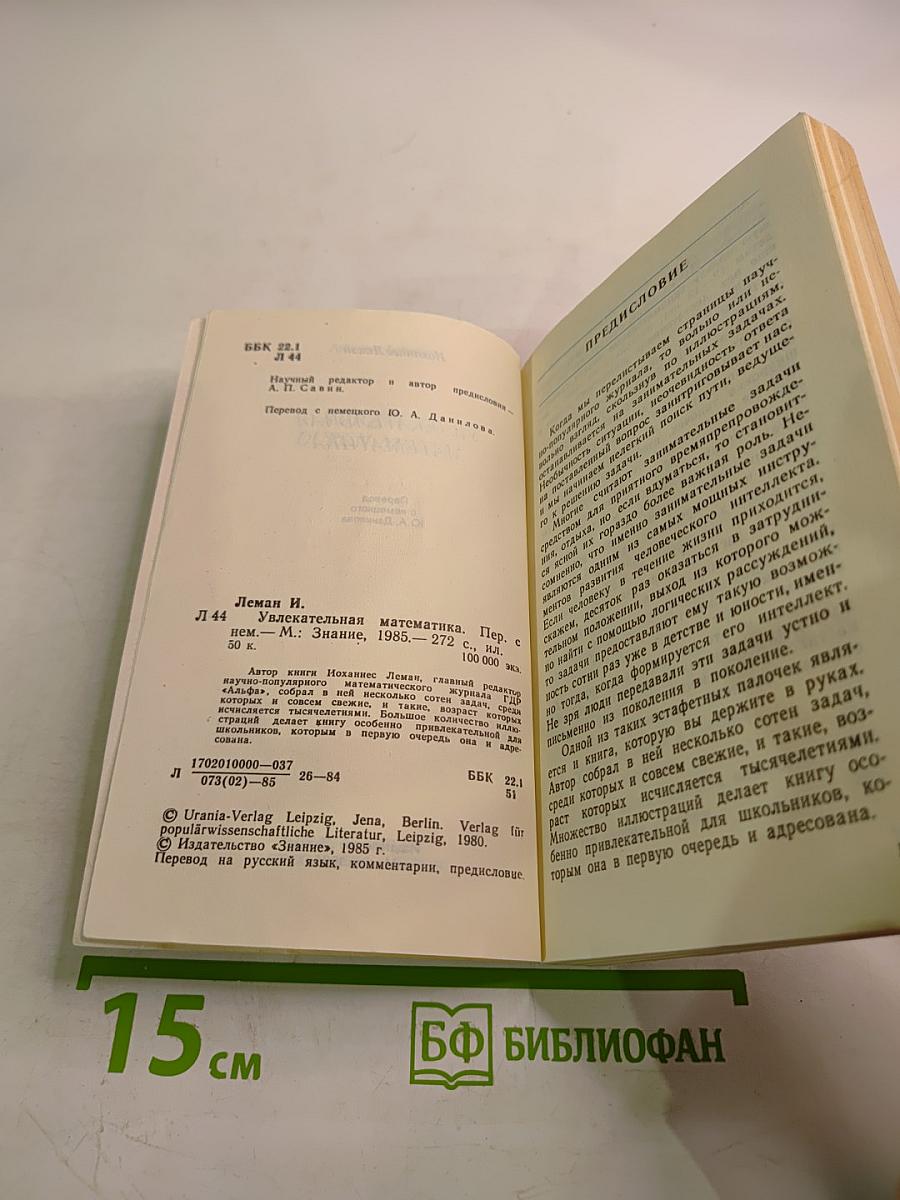 ББК 22.1
Л 44
Научный редактор и автор предисловия—
А. П. Савин.
Перевод с немецкого Ю. А. Данилова.
Леман И.
Л 44 Увлекательная математика. Пер. с
нем.— М.: Знание, 1985.— 272 с., ил.
50 к. 100 000 экз.
Автор книги Иоханнес Леман, главный редактор
научно-популярного математического журнала ГДР
«Альфа», собрал в ней несколько сотен задач, среди
которых и совсем свежие, и такие, возраст которых
исчисляется тысячелетиями. Большое количество иллю-
страций делает книгу особенно привлекательной для
школьников, которым в первую очередь она и адре-
сована.
Л 1702010000—037
073(02)—85 26—84 ББК 22.1
51
© Urania-Verlag Leipzig, Jena, Berlin. Verlag für
populärwissenschaftliche Literatur, Leipzig, 1980.
© Издательство «Знание», 1985 г.
Перевод на русский язык, комментарии, предисловие.
ПРЕДИСЛОВИЕ
Когда мы перелистываем страницы науч-
но-популярного журнала, то вольно или не-
вольно взгляд, скользнув по иллюстрациям,
останавливается на занимательных задачах.
Необычность ситуации, неочевидность ответа
на поставленный вопрос заинтриговывает нас,
и мы начинаем нелегкий поиск пути, ведуще-
го к решению задачи.
Многие считают занимательные задачи
средством для приятного времяпрепровожде-
ния, отдыха, но если вдуматься, то становит-
ся ясной их гораздо более важная роль. Не-
сомненно, что именно занимательные задачи
являются одним из самых мощных инстру-
ментов развития человеческого интеллекта.
Если человеку в течение жизни приходится,
скажем, десяток раз оказаться в затрудни-
тельном положении, выход из которого мож-
но найти с помощью логических рассуждений,
то задачи предоставляют ему такую возмож-
ность сотни раз уже в детстве и юности, имен-
но тогда, когда формируется его интеллект.
Не зря люди передавали эти задачи устно и
письменно из поколения в поколение.
Одной из таких эстафетных палочек явля-
ется и книга, которую вы держите в руках.
Автор собрал в ней несколько сотен задач,
среди которых и совсем свежие, и такие, воз-
раст которых исчисляется тысячелетиями.
Множество иллюстраций делает книгу осо-
бенно привлекательной для школьников, ко-
торым она в первую очередь и адресована.
15 см
БФ БИБЛИОФАН